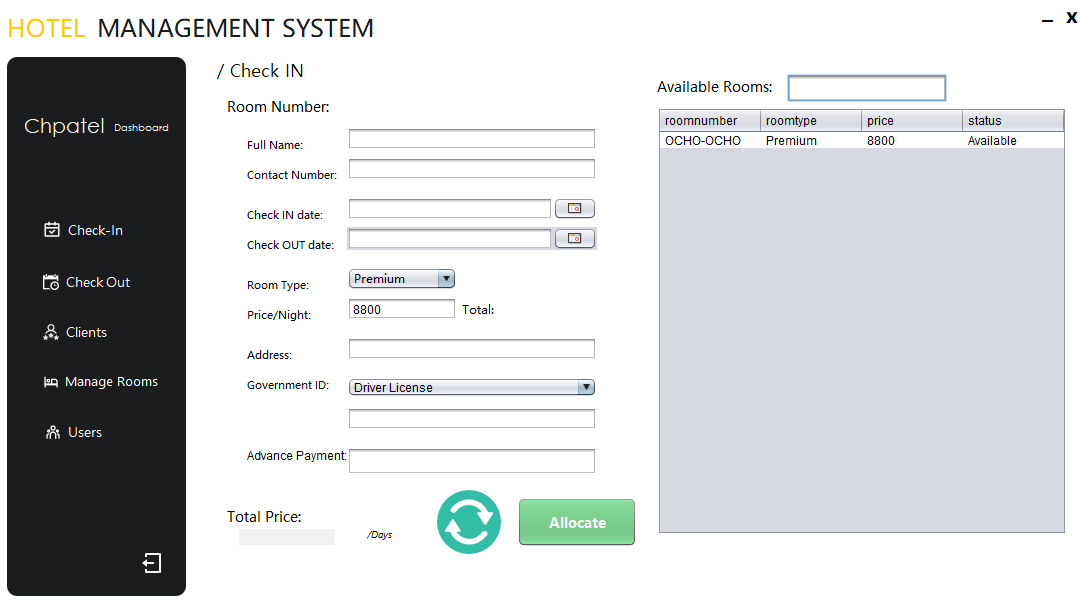 HOTEL MANAGEMENT SYSTEM
– X
Chpatel Dashboard
Check-In
Check Out
Clients
Manage Rooms
Users
/ Check IN
Room Number:
Full Name:
Contact Number:
Check IN date:
Check OUT date:
Room Type: Premium
Price/Night: 8800 Total:
Address:
Government ID: Driver License
Advance Payment:
Total Price:
/Days
Allocate
Available Rooms:
roomnumber roomtype price status
OCHO-OCHO Premium 8800 Available